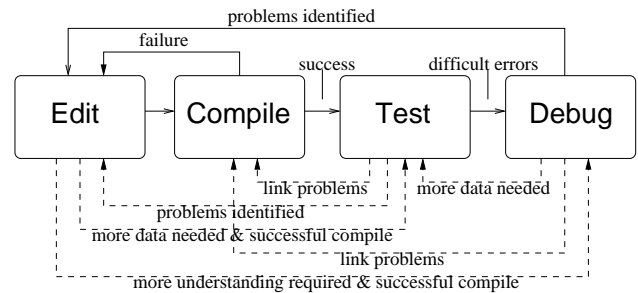 problems identified
failure
success
difficult errors
Edit
Compile
Test
Debug
link problems
more data needed
problems identified
more data needed & successful compile
link problems
more understanding required & successful compile